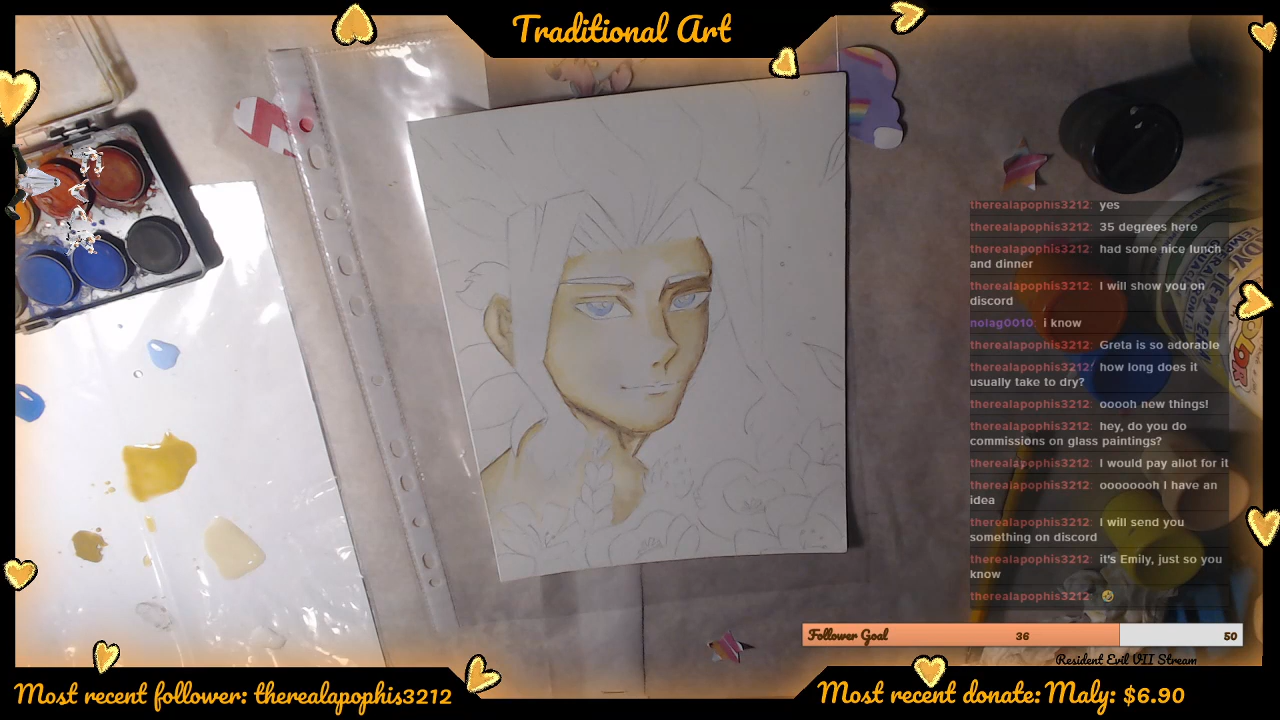 Traditional Art
therealapophis3212: yes
therealapophis3212: 35 degrees here
therealapophis3212: had some nice lunch
and dinner
therealapophis3212: I will show you on
discord
nolag0010: i know
therealapophis3212: Greta is so adorable
therealapophis3212: how long does it
usually take to dry?
therealapophis3212: ooooh new things!
therealapophis3212: hey, do you do
commissions on glass paintings?
therealapophis3212: I would pay allot for it
therealapophis3212: oooooooh I have an
idea
therealapophis3212: I will send you
something on discord
therealapophis3212: it's Emily, just so you
know
therealapophis3212:
Follower Goal 36 50
Resident Evil VII Stream
Most recent follower: therealapophis3212
Most recent donate: Maly: $6.90